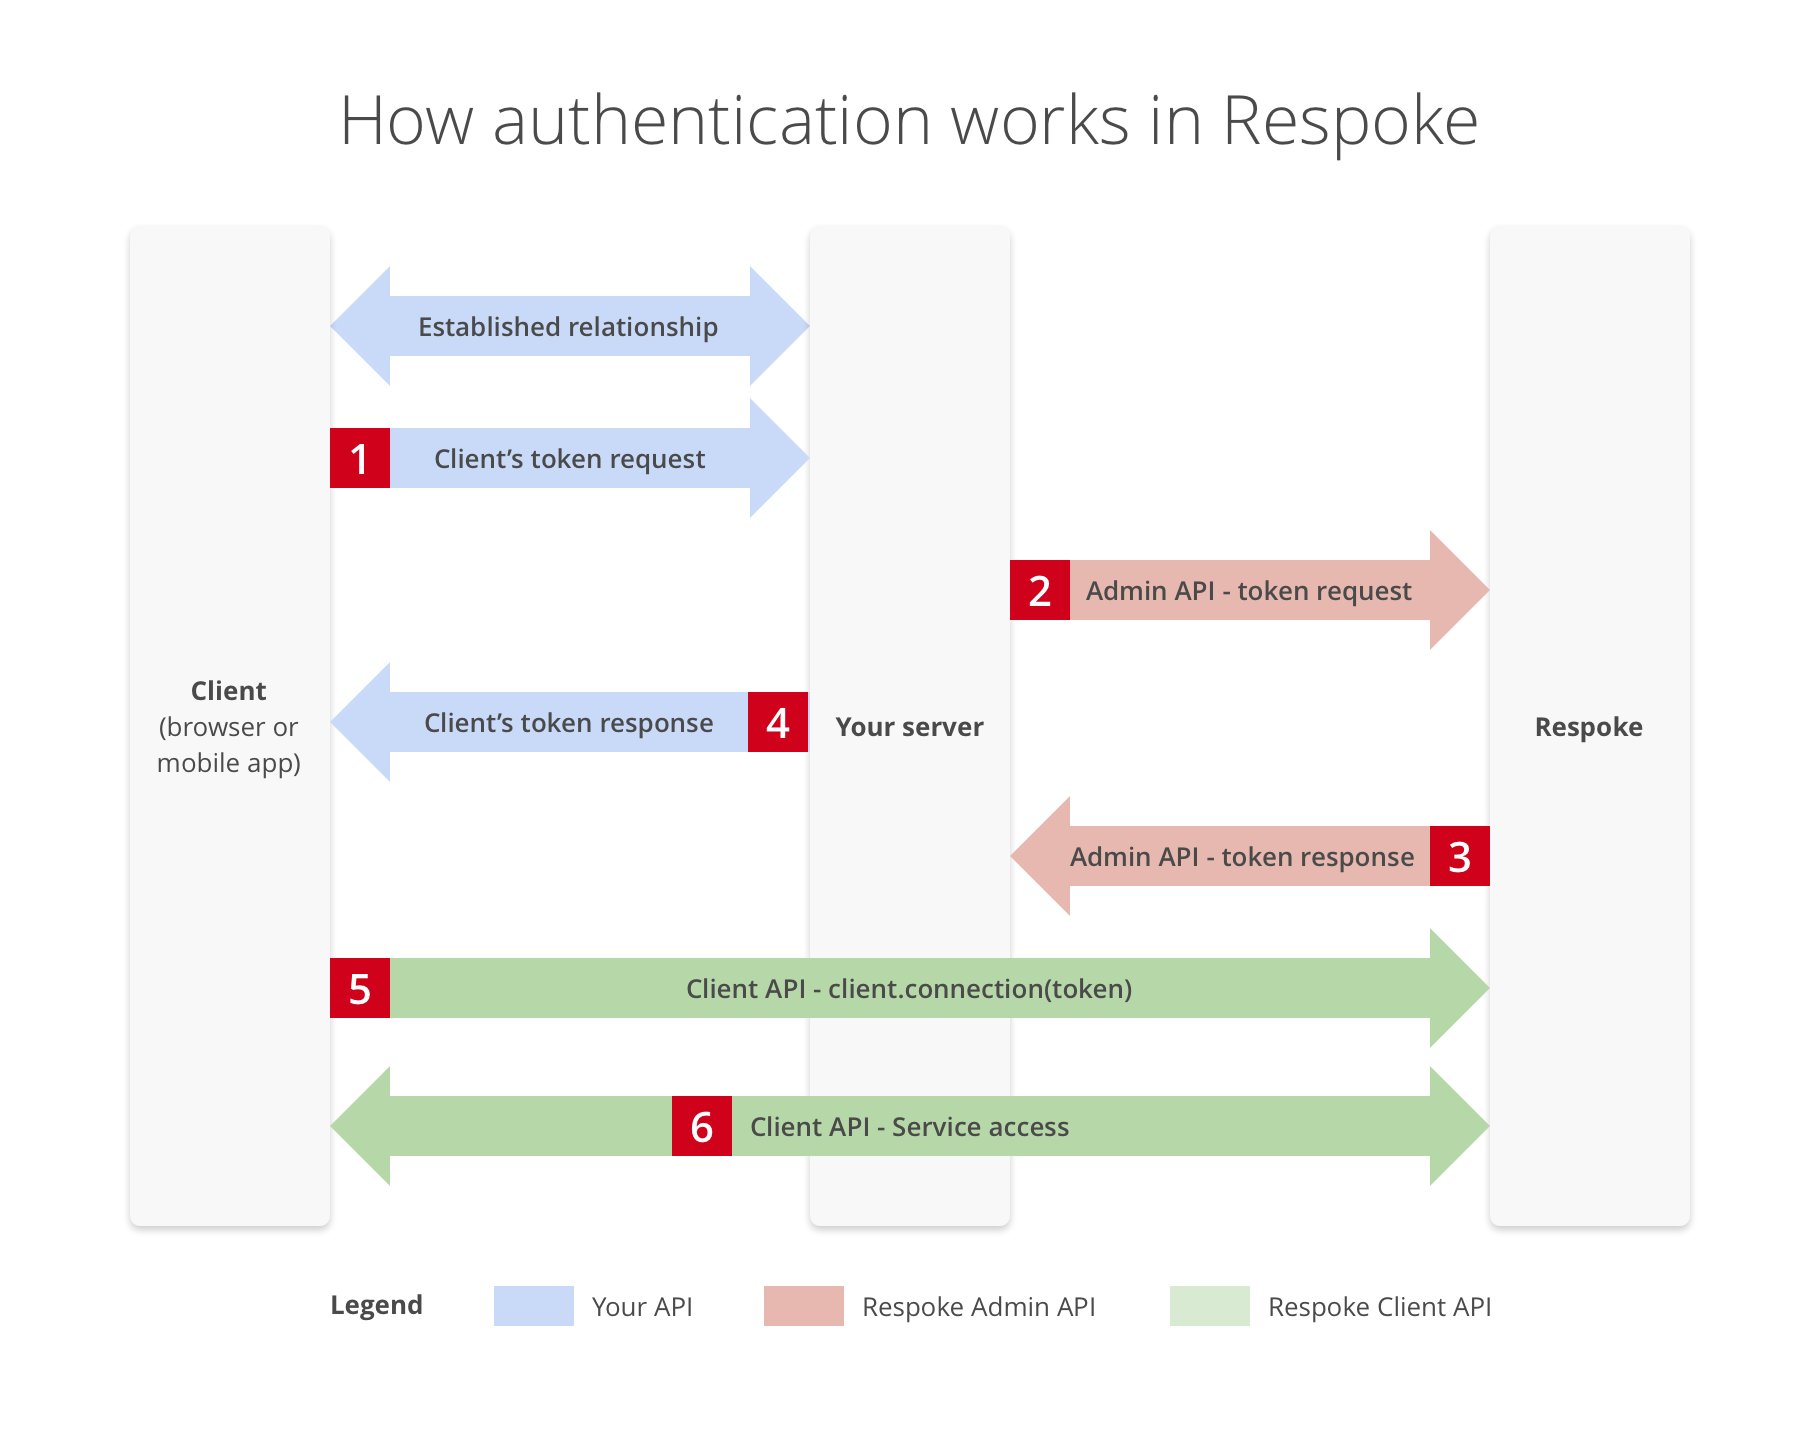 How authentication works in Respoke
Established relationship
1 Client’s token request
2 Admin API - token request
Client
(browser or
mobile app)
Client’s token response 4
Your server
Respoke
Admin API - token response 3
5 Client API - client.connection(token)
6 Client API - Service access
Legend Your API Respoke Admin API Respoke Client API